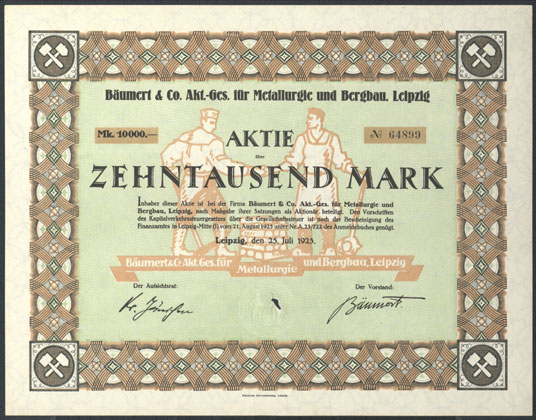 Bäumert & Co. Akt.-Ges. für Metallurgie und Bergbau, Leipzig
Mk. 10000.—
AKTIE
№ 64899
über
ZEHNTAUSEND MARK
Inhaber dieser Aktie ist bei der Firma Bäumert & Co. Akt.-Ges. für Metallurgie und
Bergbau, Leipzig, nach Maßgabe ihrer Satzungen als Aktionär beteiligt. Den Vorschriften
des Kapitalverkehrsteuergesetzes über die Gesellschaftssteuer ist nach der Bescheinigung des
Finanzamtes in Leipzig-Mitte (I) vom 21. August 1923 unter Nr. A. 23/722 des Anmeldebuches genügt.
Leipzig, den 25. Juli 1923.
Bäumert & C° Akt. Ges. für Metallurgie und Bergbau, Leipzig
Der Aufsichtsrat:
Der Vorstand:
Bäumert